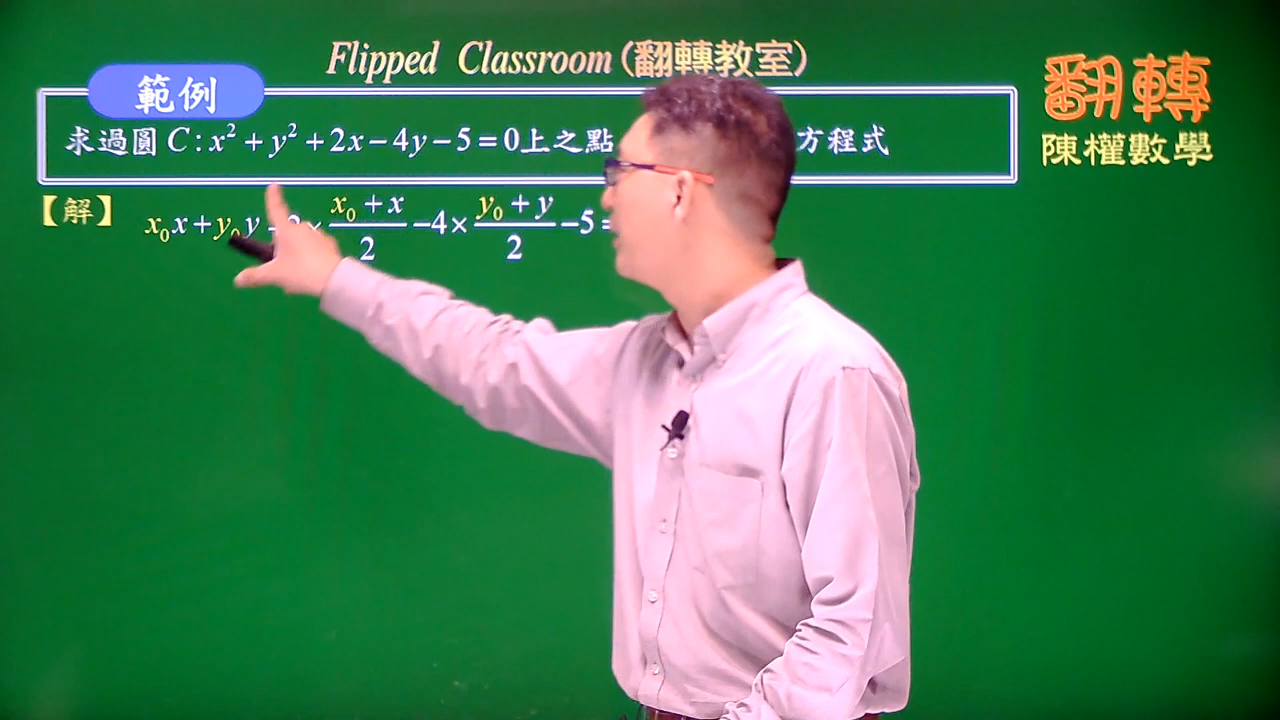 Flipped Classroom (翻轉教室)
範例
求過圓 C : x² + y² + 2x − 4y − 5 = 0上之點
方程式
翻轉
陳權數學
【解】 x₀x + y₀y + 2 × (x₀ + x)/2 − 4 × (y₀ + y)/2 − 5 =